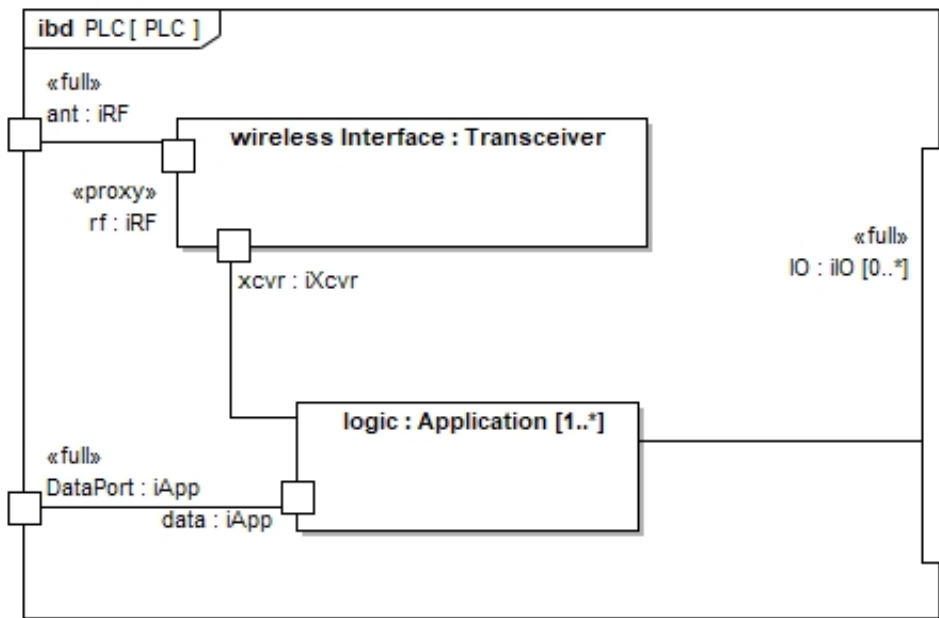 ibd PLC[ PLC ]
«full»
ant : iRF
wireless Interface : Transceiver
«proxy»
rf : iRF
«full»
IO : iIO [0..*]
xcvr : iXcvr
logic : Application [1..*]
«full»
DataPort : iApp
data : iApp